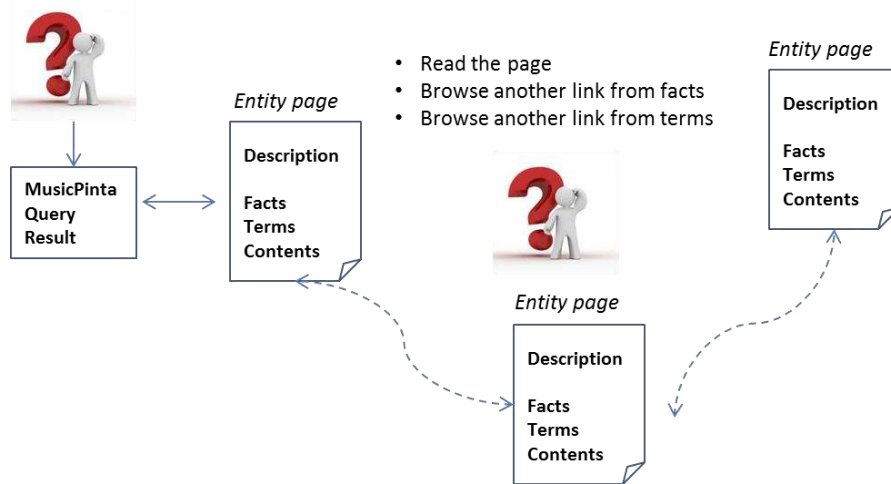 • Read the page
• Browse another link from facts
• Browse another link from terms
Entity page
Description
Facts
Terms
Contents
MusicPinta
Query
Result
Entity page
Description
Facts
Terms
Contents
Entity page
Description
Facts
Terms
Contents